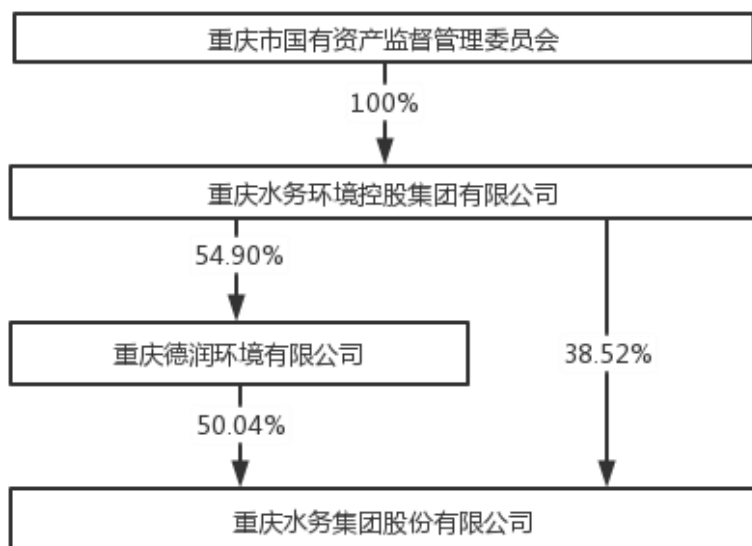 重庆市国有资产监督管理委员会
100%
重庆水务环境控股集团有限公司
54.90%
重庆德润环境有限公司
38.52%
50.04%
重庆水务集团股份有限公司